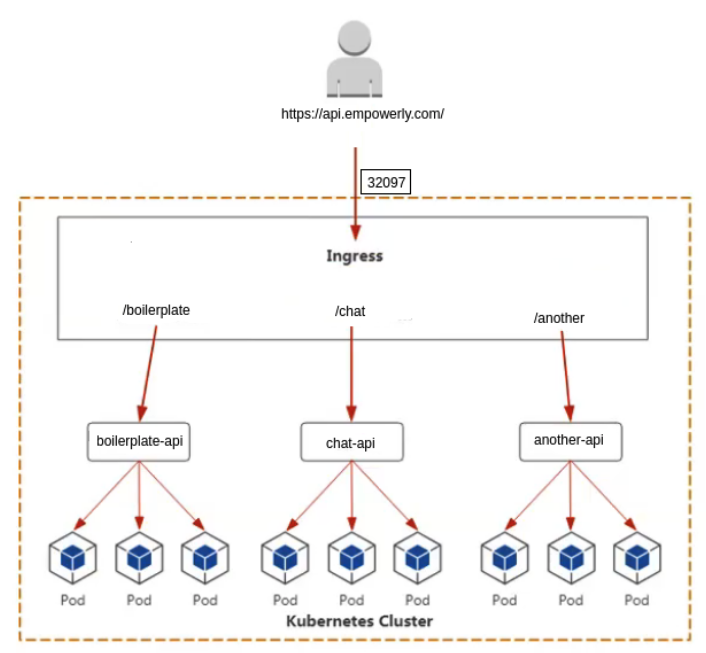 https://api.empowerly.com/
32097
Ingress
/boilerplate
/chat
/another
boilerplate-api
chat-api
another-api
Pod Pod Pod Pod Pod Pod Pod Pod Pod
Kubernetes Cluster